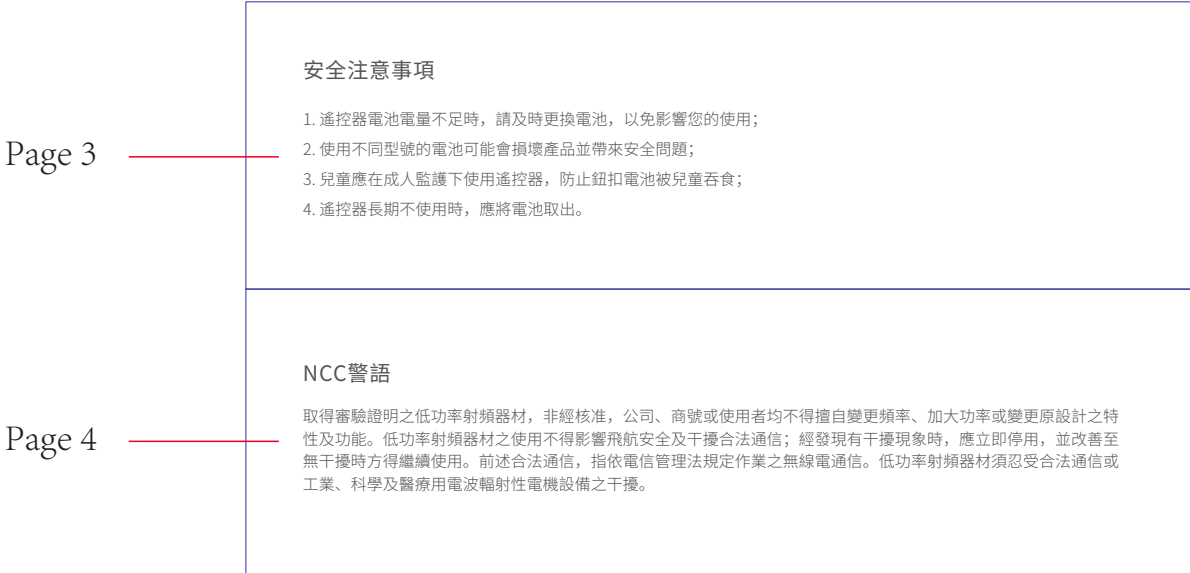 安全注意事項
1. 遙控器電池電量不足時，請及時更換電池，以免影響您的使用；
Page 3
2. 使用不同型號的電池可能會損壞產品並帶來安全問題；
3. 兒童應在成人監護下使用遙控器，防止鈕扣電池被兒童吞食；
4. 遙控器長期不使用時，應將電池取出。
NCC警語
取得審驗證明之低功率射頻器材，非經核准，公司、商號或使用者均不得擅自變更頻率、加大功率或變更原設計之特
Page 4
性及功能。低功率射頻器材之使用不得影響飛航安全及干擾合法通信；經發現有干擾現象時，應立即停用，並改善至
無干擾時方得繼續使用。前述合法通信，指依電信管理法規定作業之無線電通信。低功率射頻器材須忍受合法通信或
工業、科學及醫療用電波輻射性電機設備之干擾。